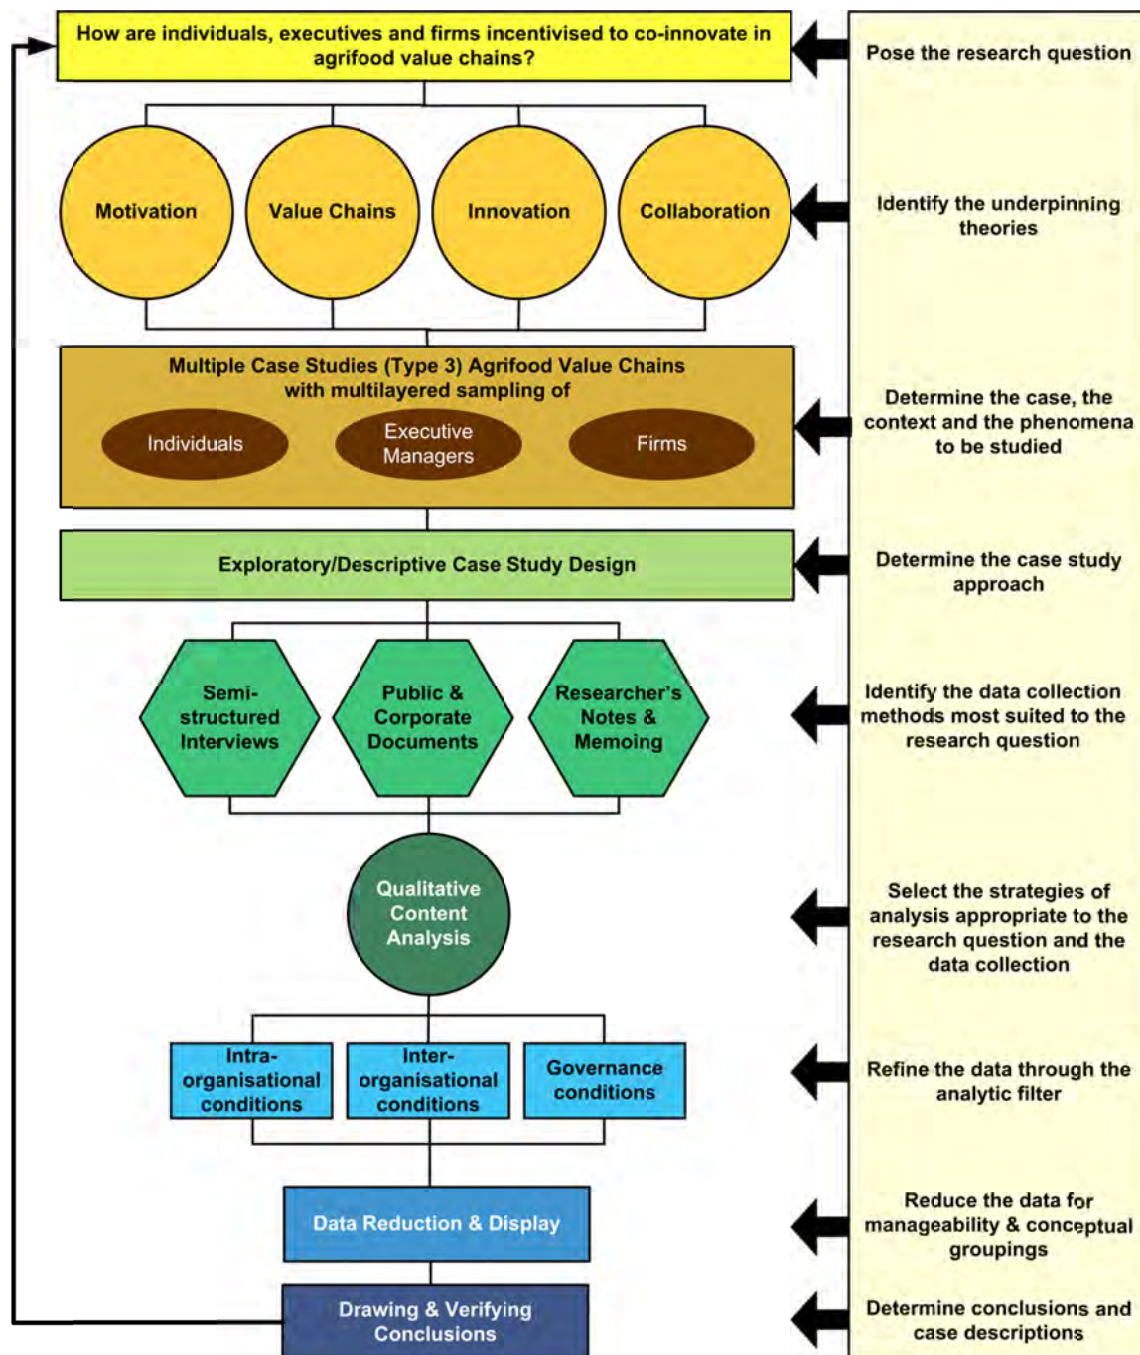 How are individuals, executives and firms incentivised to co-innovate in
agrifood value chains?
Pose the research question
Motivation
Value Chains
Innovation
Collaboration
Identify the underpinning
theories
Multiple Case Studies (Type 3) Agrifood Value Chains
with multilayered sampling of
Individuals
Executive
Managers
Firms
Determine the case, the
context and the phenomena
to be studied
Exploratory/Descriptive Case Study Design
Determine the case study
approach
Semi-
structured
Interviews
Public &
Corporate
Documents
Researcher's
Notes &
Memoing
Identify the data collection
methods most suited to the
research question
Qualitative
Content
Analysis
Select the strategies of
analysis appropriate to the
research question and the
data collection
Intra-
organisational
conditions
Inter-
organisational
conditions
Governance
conditions
Refine the data through the
analytic filter
Data Reduction & Display
Reduce the data for
manageability & conceptual
groupings
Drawing & Verifying
Conclusions
Determine conclusions and
case descriptions